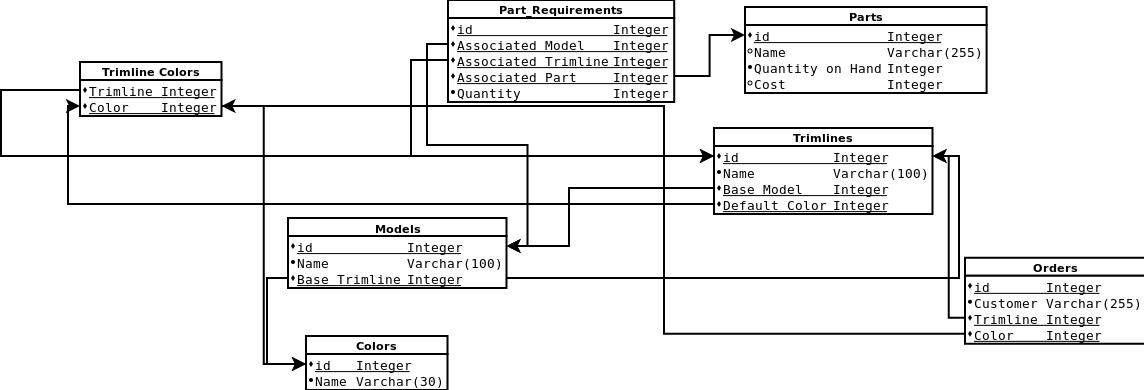 Part_Requirements
id Integer
Associated Model Integer
Associated Trimline Integer
Associated Part Integer
Quantity Integer
Parts
id Integer
Name Varchar(255)
Quantity on Hand Integer
Cost Integer
Trimline Colors
Trimline Integer
Color Integer
Trimlines
id Integer
Name Varchar(100)
Base Model Integer
Default Color Integer
Models
id Integer
Name Varchar(100)
Base Trimline Integer
Orders
id Integer
Customer Varchar(255)
Trimline Integer
Color Integer
Colors
id Integer
Name Varchar(30)